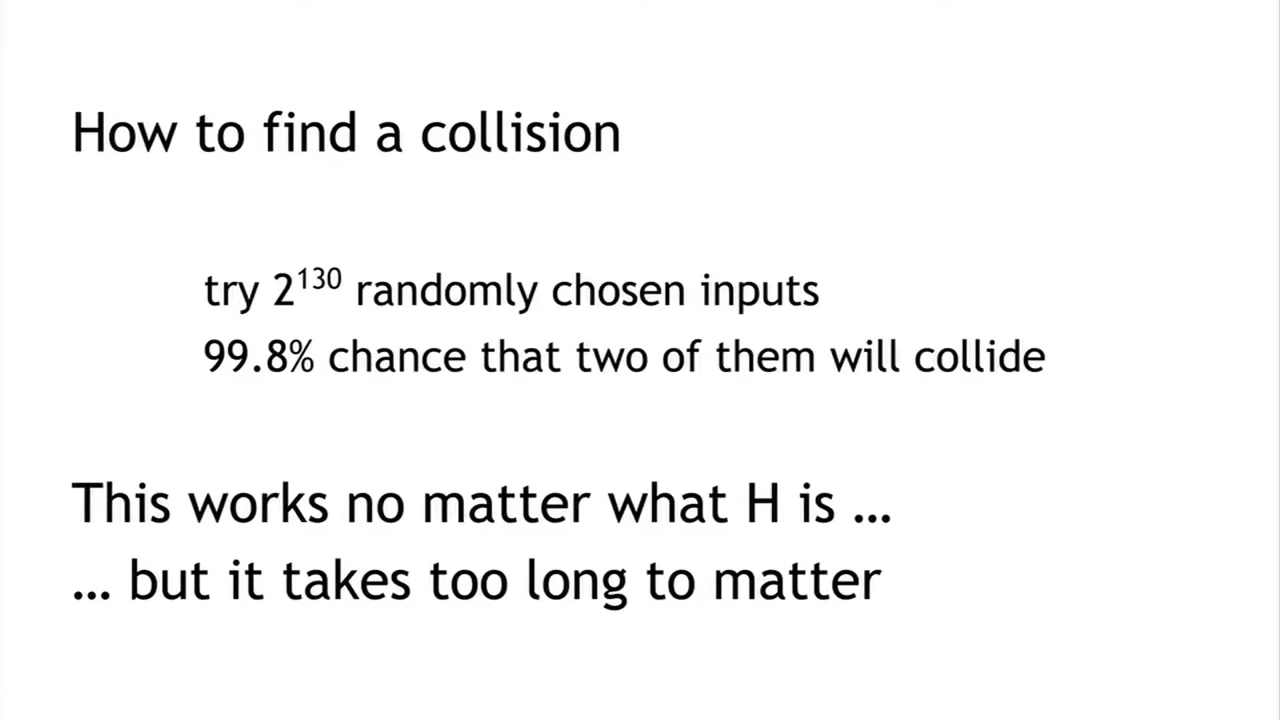 How to find a collision
try 2¹³⁰ randomly chosen inputs
99.8% chance that two of them will collide
This works no matter what H is …
… but it takes too long to matter